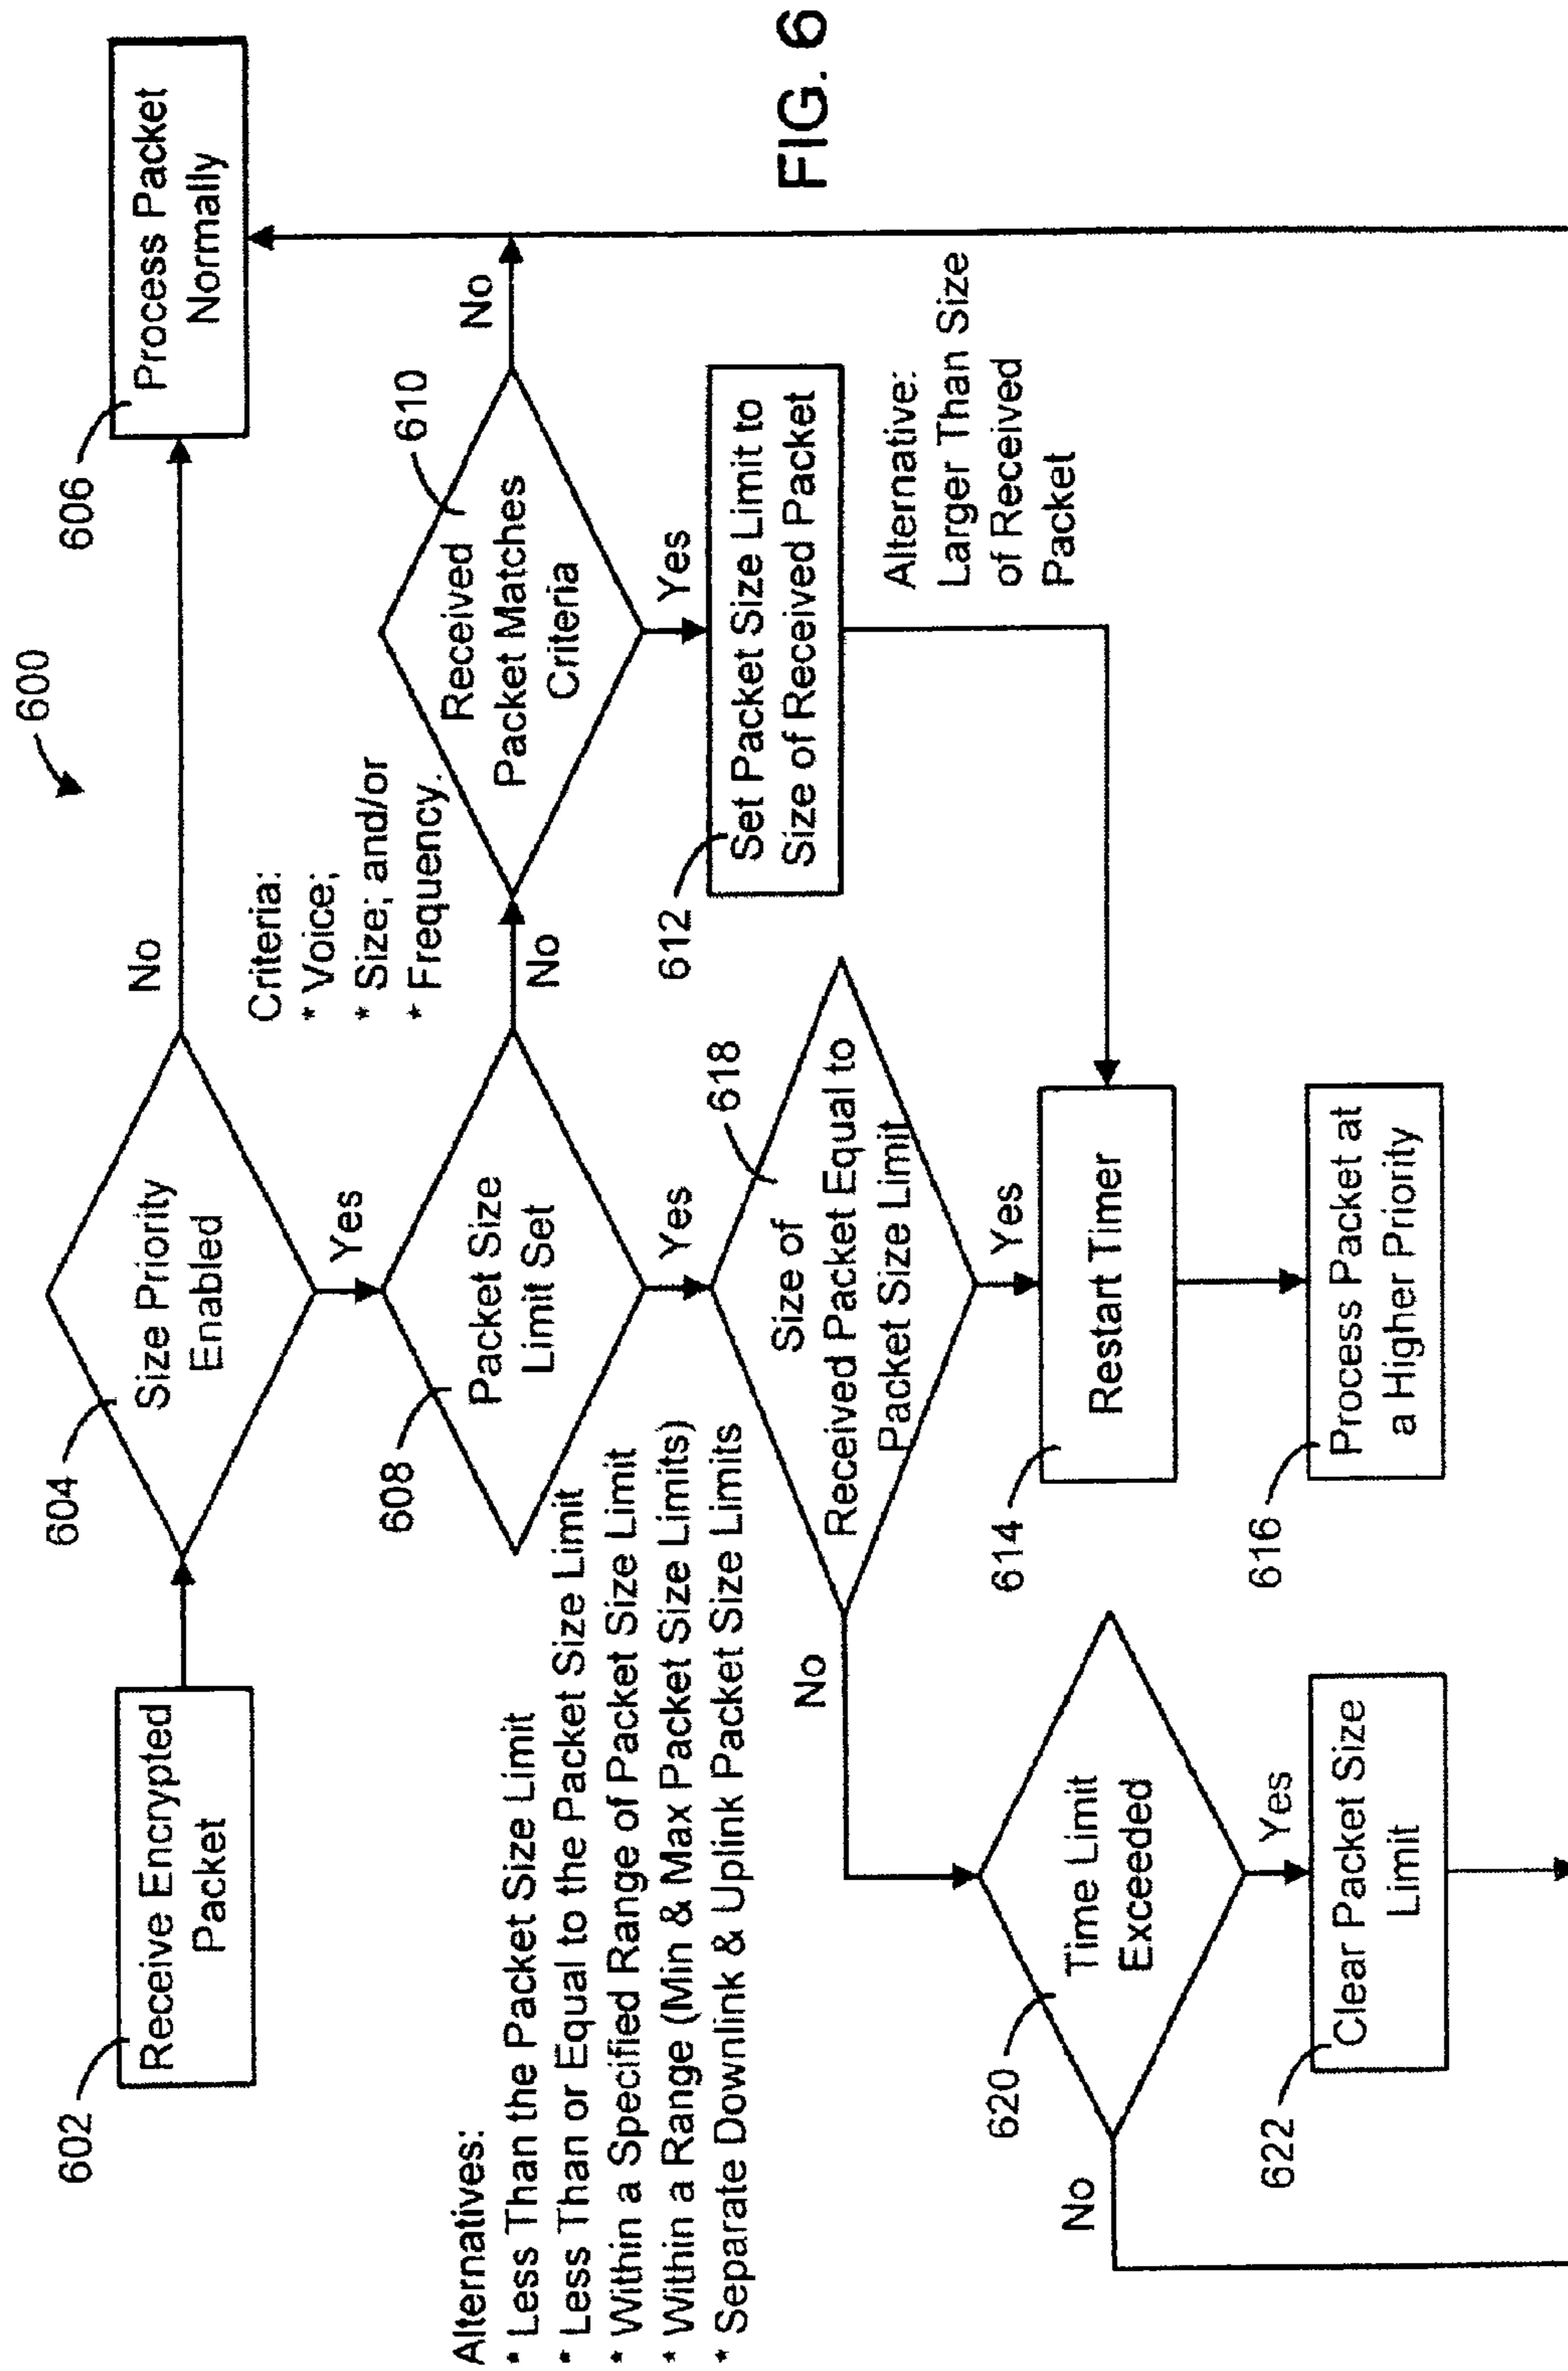 600
602
Receive Encrypted
Packet
604
Size Priority
Enabled
No
606
Process Packet
Normally
Yes
Criteria:
* Voice;
* Size; and/or
* Frequency.
608
Packet Size
Limit Set
No
610
Received
Packet Matches
Criteria
No
Yes
Yes
Alternatives:
* Less Than the Packet Size Limit
* Less Than or Equal to the Packet Size Limit
* Within a Specified Range of Packet Size Limit
* Within a Range (Min & Max Packet Size Limits)
* Separate Downlink & Uplink Packet Size Limits
618
Size of
Received Packet Equal to
Packet Size Limit
612
Set Packet Size Limit to
Size of Received Packet
Alternative:
Larger Than Size
of Received
Packet
No
Yes
620
Time Limit
Exceeded
614
Restart Timer
No
Yes
622
Clear Packet Size
Limit
616
Process Packet at
a Higher Priority
FIG. 6